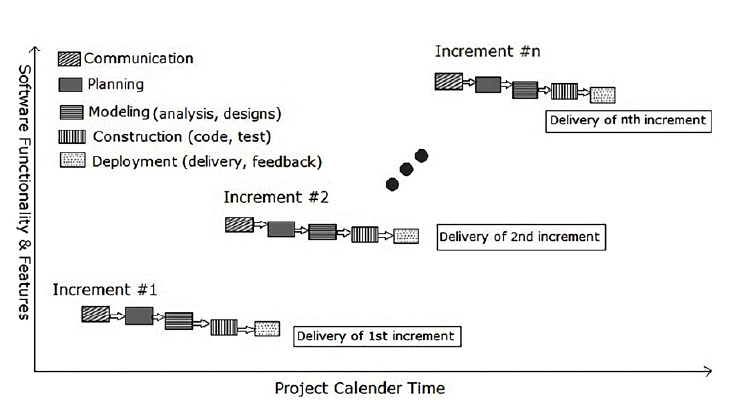 Increment #n
Communication
Planning
Modeling (analysis, designs)
Construction (code, test)
Deployment (delivery, feedback)
Delivery of nth increment
Software Functionality & Features
Increment #2
Delivery of 2nd increment
Increment #1
Delivery of 1st increment
Project Calender Time